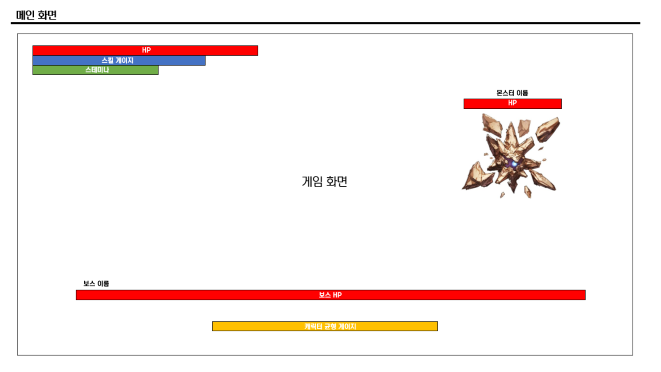 메인 화면
HP
스킬 게이지
스테미나
몬스터 이름
HP
게임 화면
보스 이름
보스 HP
캐릭터 균형 게이지